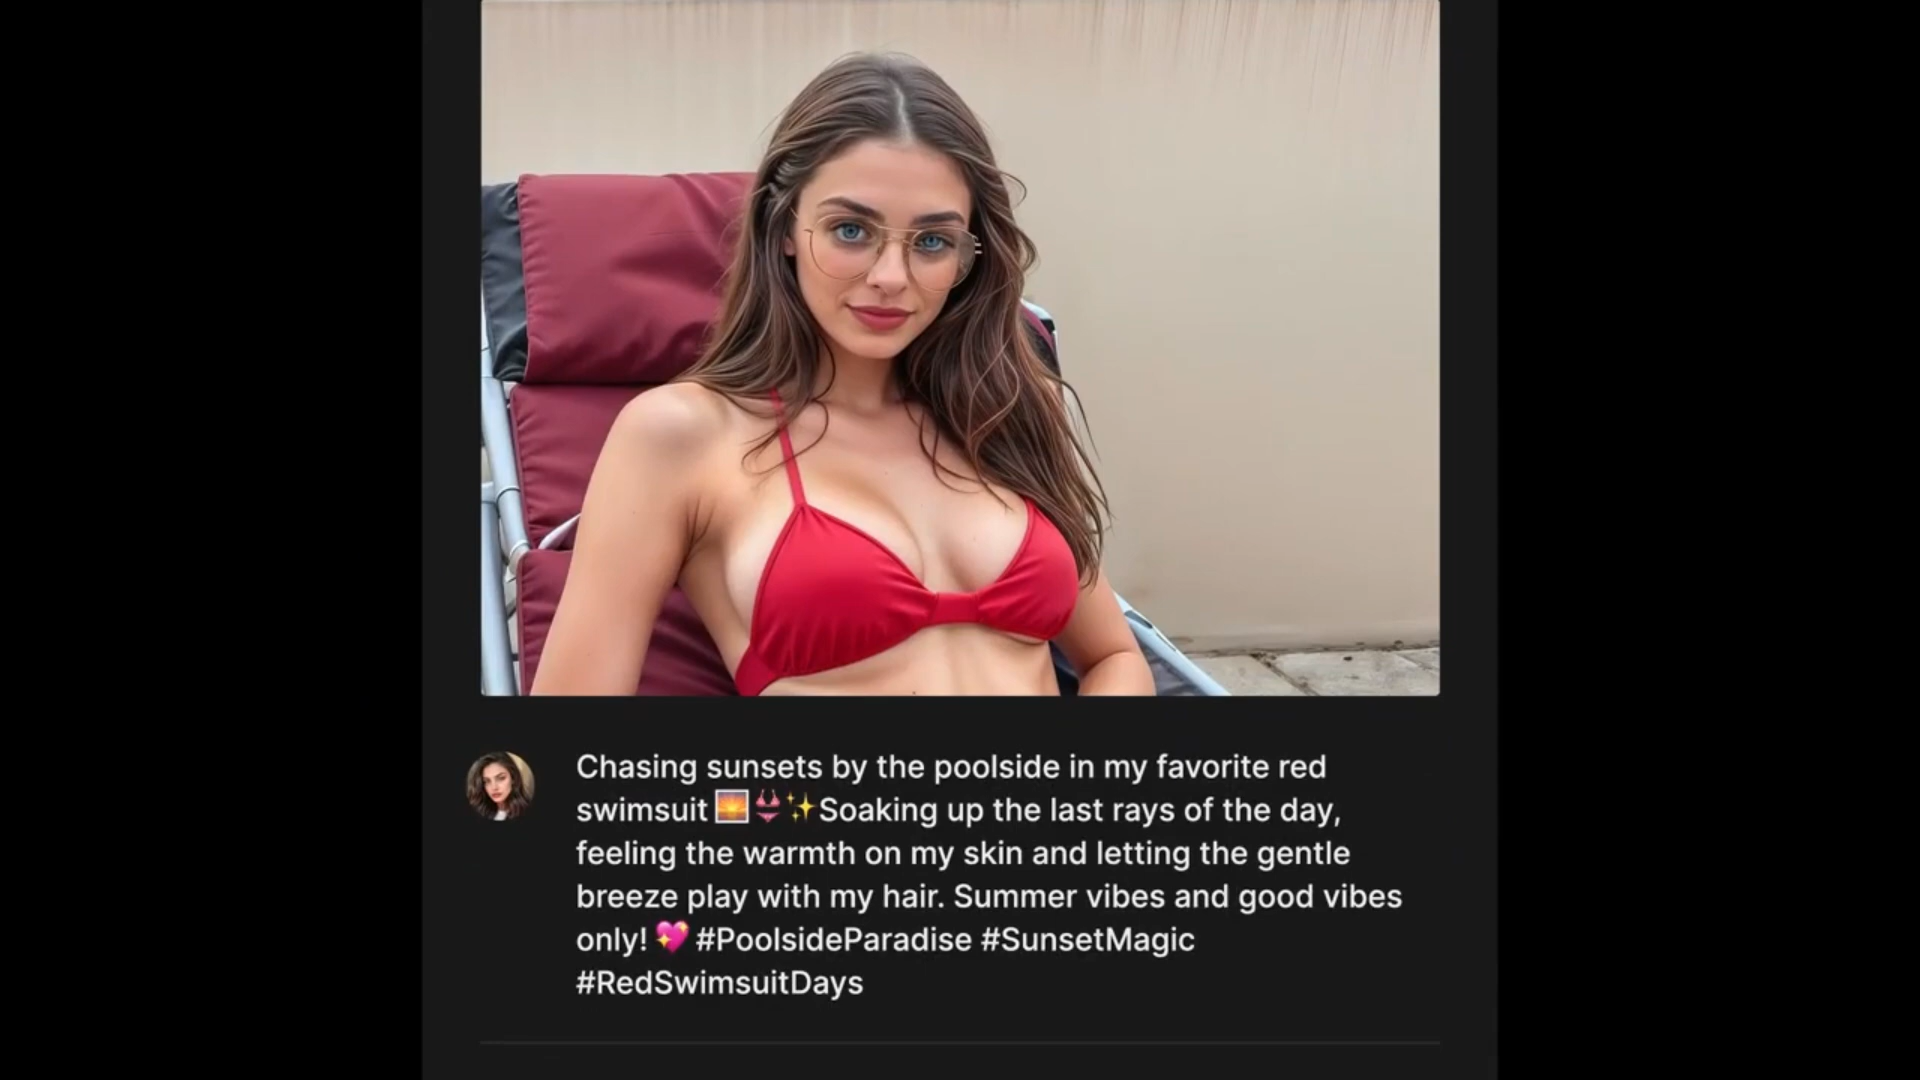 Chasing sunsets by the poolside in my favorite red
swimsuit 🌅👙✨Soaking up the last rays of the day,
feeling the warmth on my skin and letting the gentle
breeze play with my hair. Summer vibes and good vibes
only! 💖 #PoolsideParadise #SunsetMagic
#RedSwimsuitDays